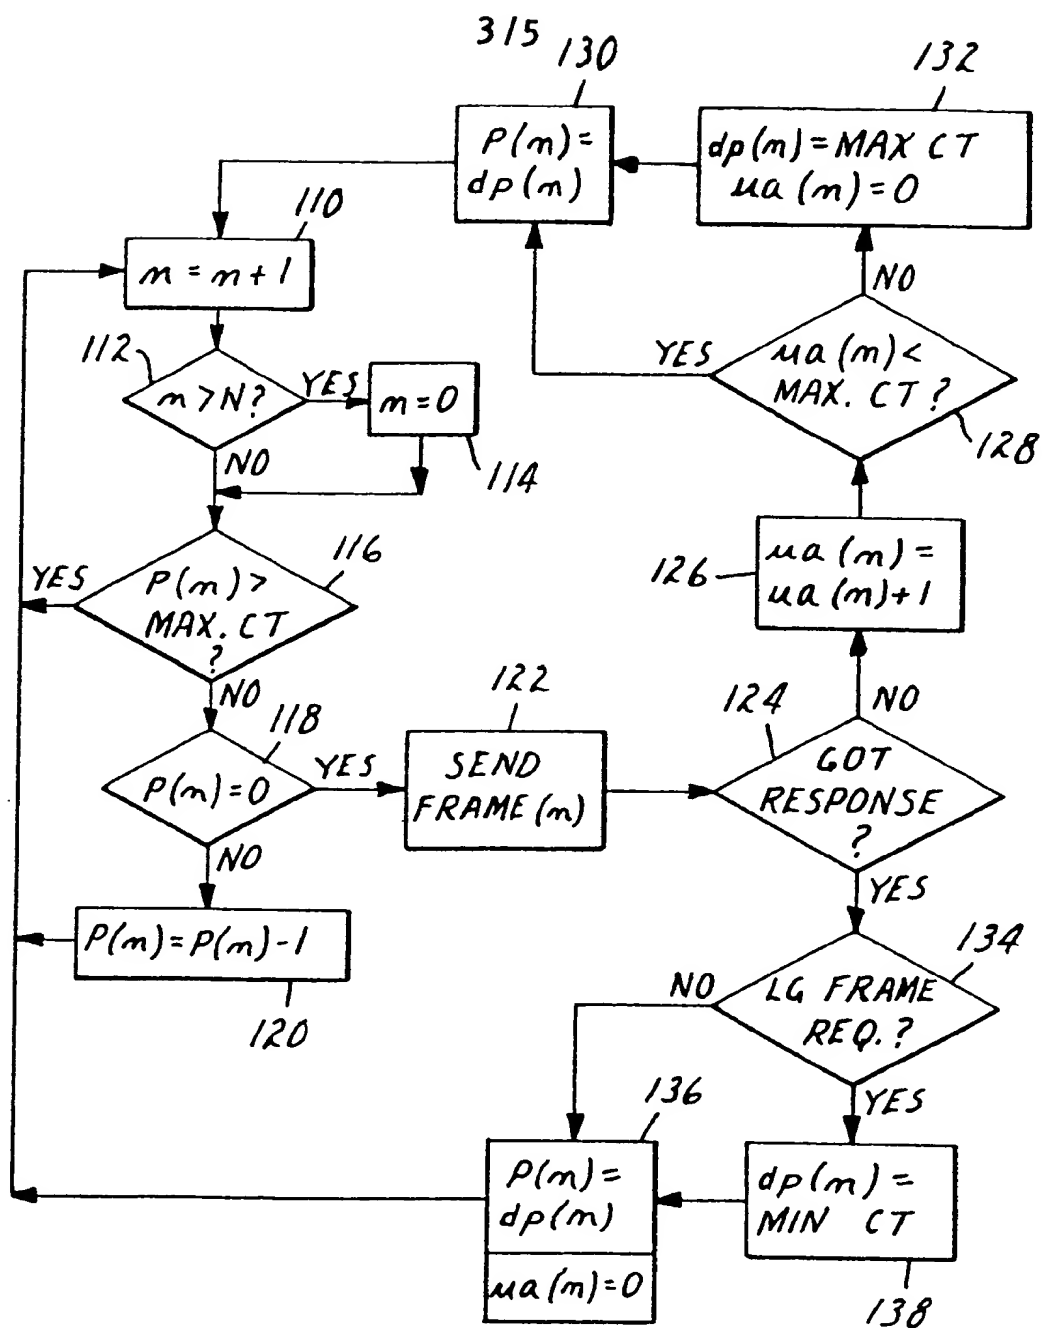 315
130
132
P(n) =
dp(n)
dp(n) = MAX CT
ua(n) = 0
110
n = n + 1
NO
112
n > N?
YES
n = 0
YES
ua(n) <
MAX. CT ?
NO
114
128
116
YES
P(n) >
MAX. CT
?
126
ua(n) =
ua(n)+1
NO
122
124
NO
118
P(n) = 0
YES
SEND
FRAME(n)
GOT
RESPONSE
?
NO
YES
P(n) = P(n) - 1
134
120
NO
LG FRAME
REQ. ?
136
YES
P(n) =
dp(n)
ua(n) = 0
dp(n) =
MIN CT
138